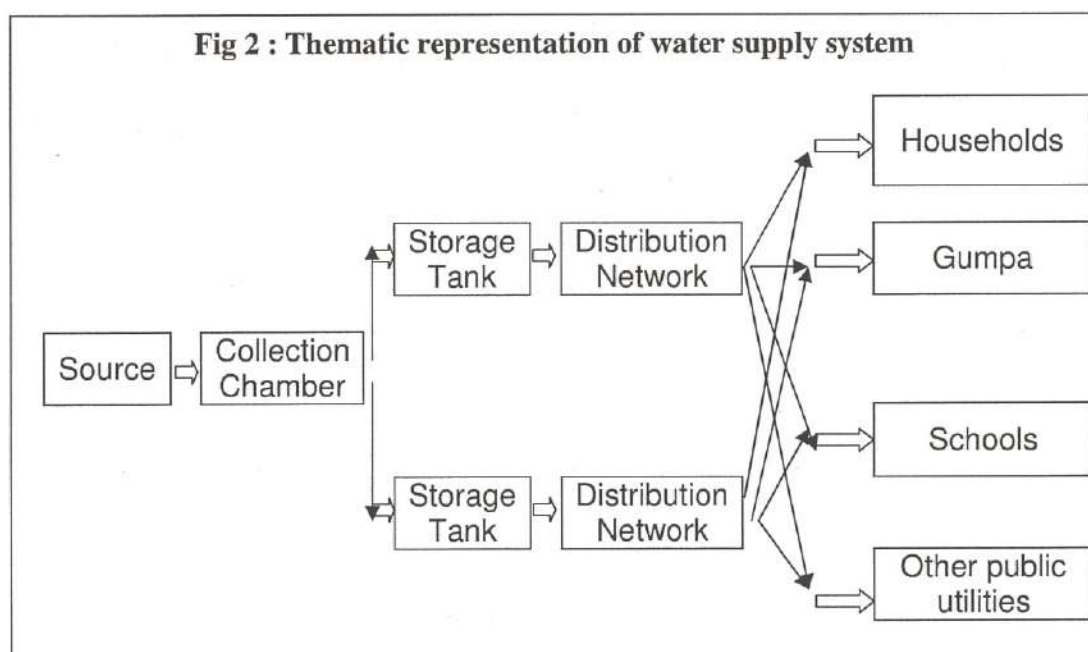 Fig 2 : Thematic representation of water supply system
Households
Storage
Tank
Distribution
Network
Gumpa
Source
Collection
Chamber
Schools
Storage
Tank
Distribution
Network
Other public
utilities